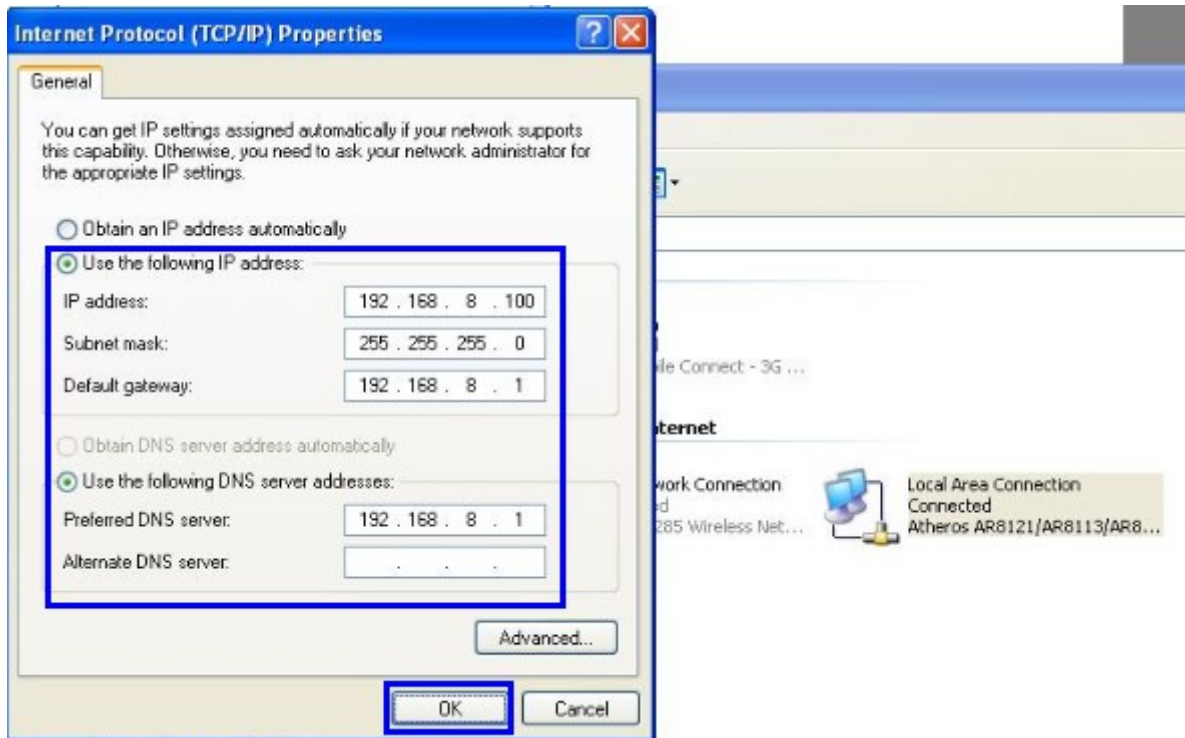 Internet Protocol (TCP/IP) Properties
General
You can get IP settings assigned automatically if your network supports
this capability. Otherwise, you need to ask your network administrator for
the appropriate IP settings.
Obtain an IP address automatically
Use the following IP address:
IP address:
192 . 168 . 8 . 100
Subnet mask:
255 . 255 . 255 . 0
Default gateway:
192 . 168 . 8 . 1
Obtain DNS server address automatically
Use the following DNS server addresses:
Preferred DNS server:
192 . 168 . 8 . 1
Alternate DNS server:
. . .
Advanced...
OK
Cancel
Connect - 3G ...
Connection
285 Wireless Net...
Local Area Connection
Connected
Atheros AR8121/AR8113/AR8...